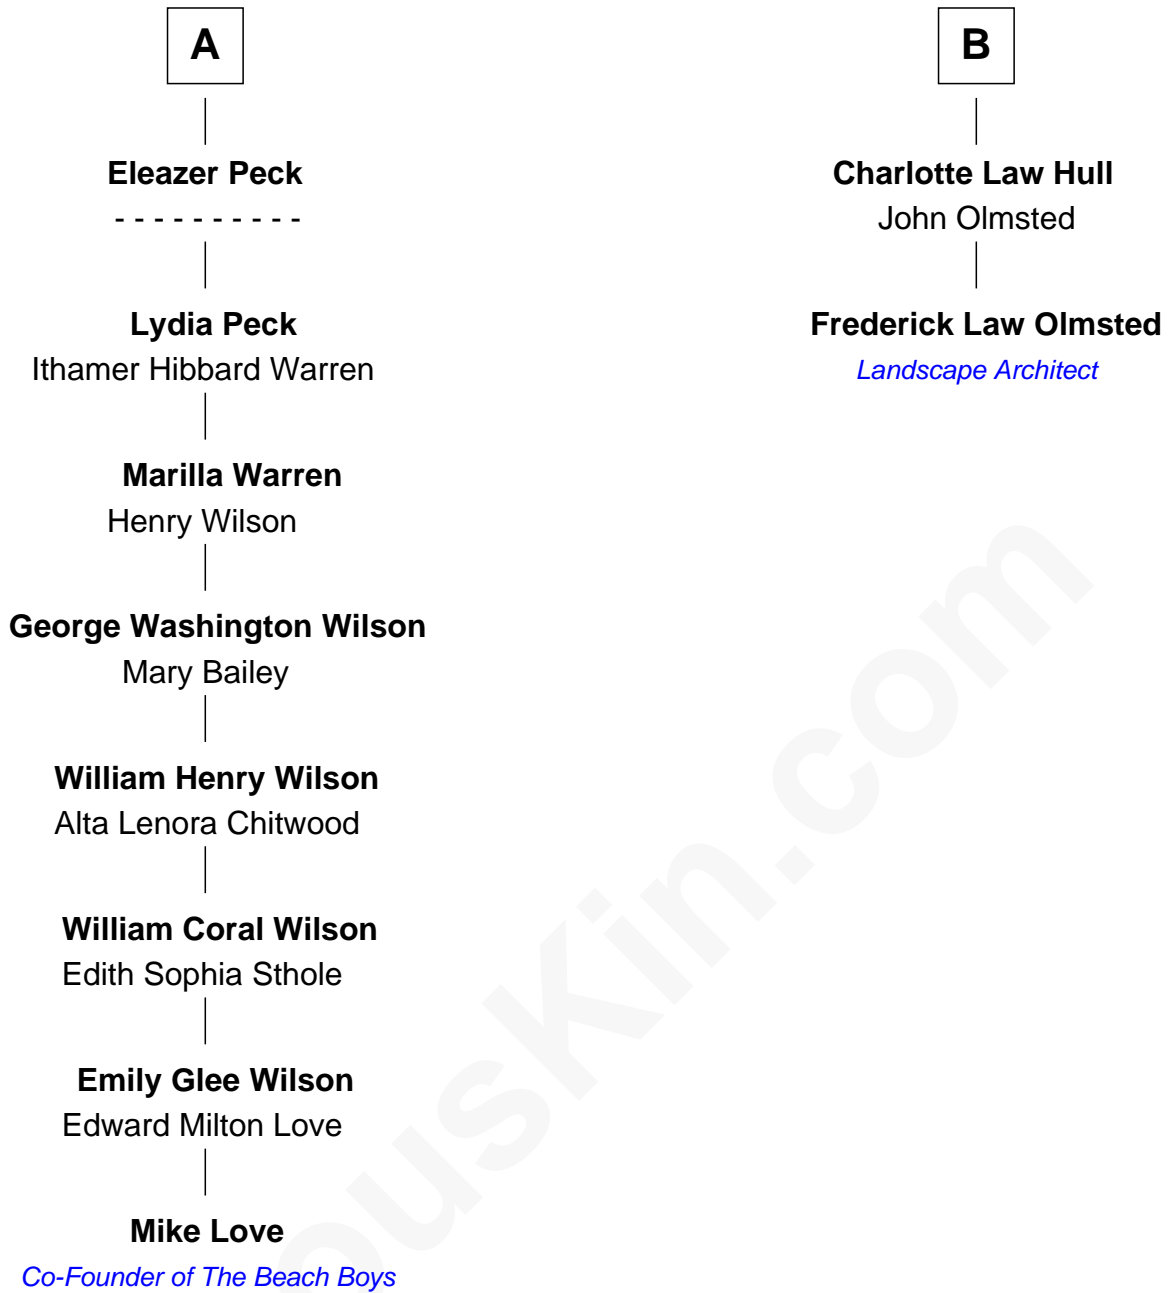 A
Eleazer Peck
- - - - - - - - - -
Lydia Peck
Ithamer Hibbard Warren
Marilla Warren
Henry Wilson
George Washington Wilson
Mary Bailey
William Henry Wilson
Alta Lenora Chitwood
William Coral Wilson
Edith Sophia Sthole
Emily Glee Wilson
Edward Milton Love
Mike Love
Co-Founder of The Beach Boys
B
Charlotte Law Hull
John Olmsted
Frederick Law Olmsted
Landscape Architect
ousKin.com